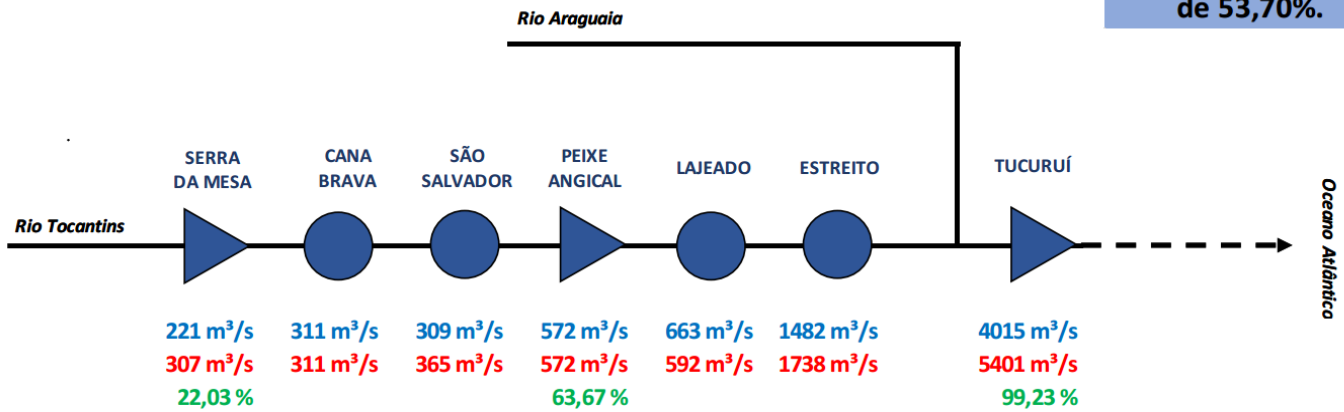 de 53,70%.
Rio Araguaia
SERRA
DA MESA
CANA
BRAVA
SÃO
SALVADOR
PEIXE
ANGICAL
LAJEADO
ESTREITO
TUCURUÍ
Rio Tocantins
Oceano Atlântico
221 m³/s 311 m³/s 309 m³/s 572 m³/s 663 m³/s 1482 m³/s 4015 m³/s
307 m³/s 311 m³/s 365 m³/s 572 m³/s 592 m³/s 1738 m³/s 5401 m³/s
22,03 % 63,67 % 99,23 %